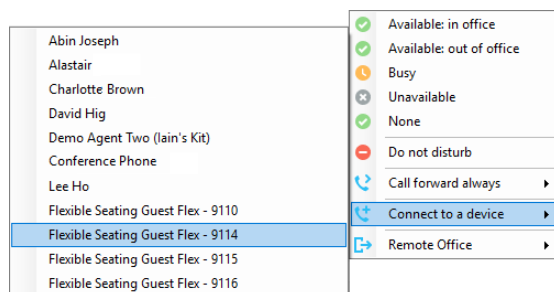 Abin Joseph
Alastair
Charlotte Brown
David Hig
Demo Agent Two (Iain's Kit)
Conference Phone
Lee Ho
Flexible Seating Guest Flex - 9110
Flexible Seating Guest Flex - 9114
Flexible Seating Guest Flex - 9115
Flexible Seating Guest Flex - 9116
Available: in office
Available: out of office
Busy
Unavailable
None
Do not disturb
Call forward always
Connect to a device
Remote Office